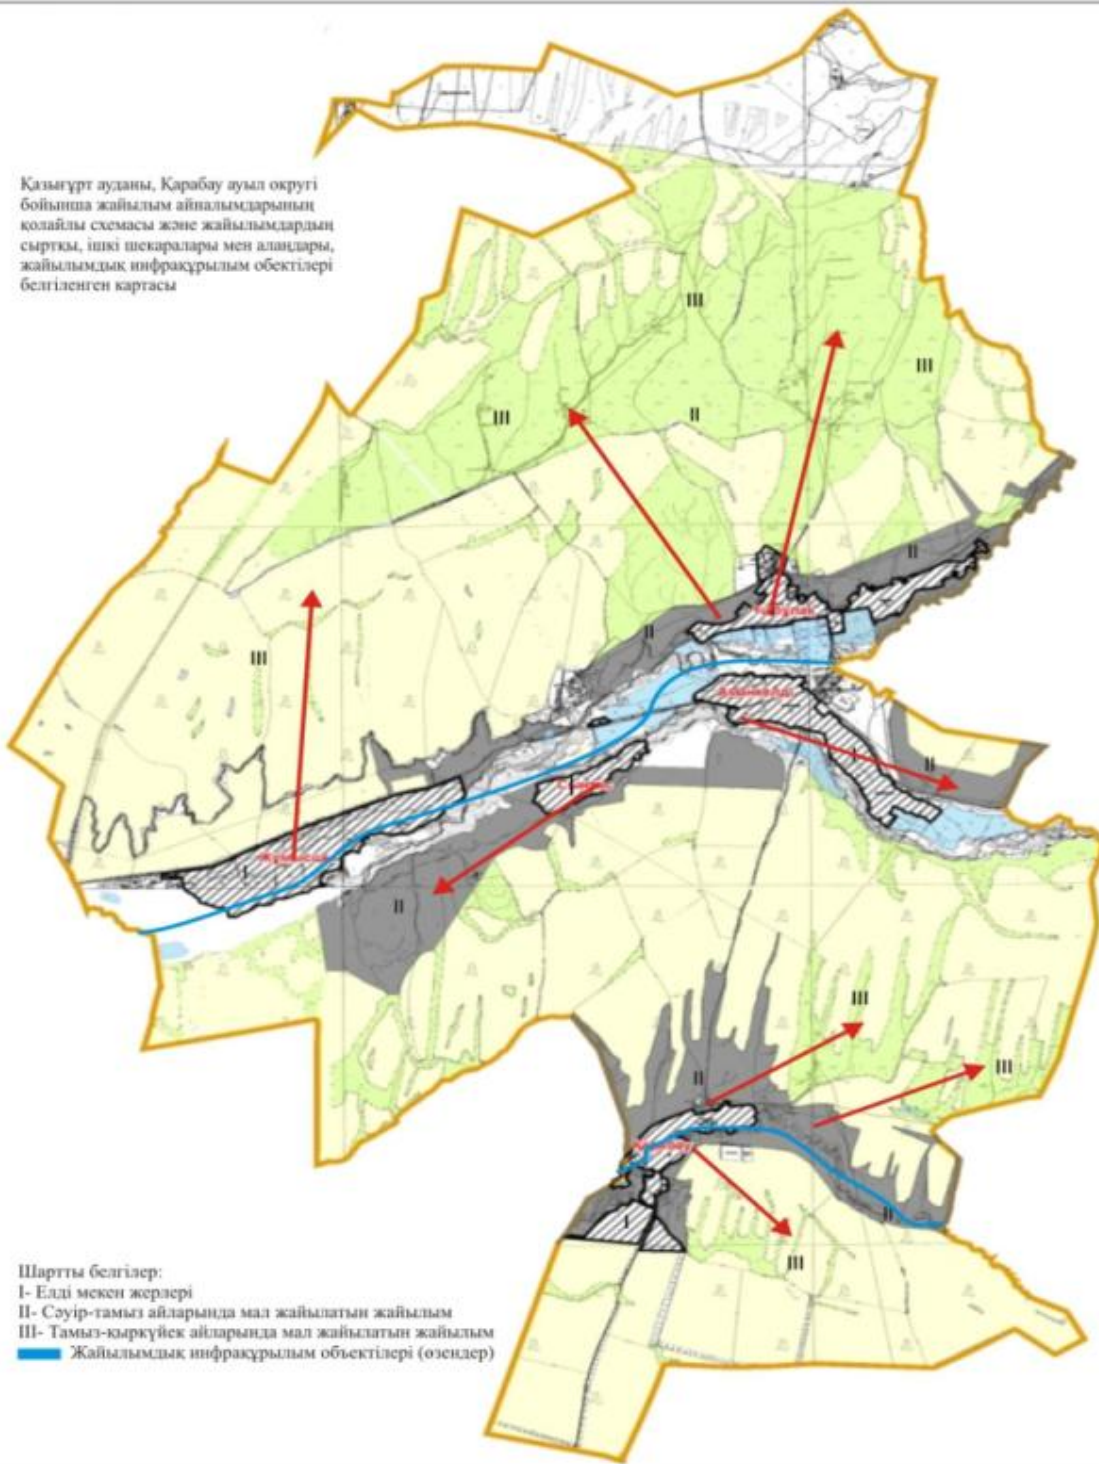 Қазығұрт ауданы, Қарабау ауыл округі
бойынша жайылым айналымдарының
қолайлы схемасы және жайылымдардың
сыртқы, ішкі шекаралары мен алаңдары,
жайылымдық инфрақұрылым обектілері
белгіленген картасы
III
III
III
II
II
II
III
I
II
I
I
II
III
III
II
II
I
III
Шартты белгілер:
I- Елді мекен жерлері
II- Сәуір-тамыз айларында мал жайылатын жайылым
III- Тамыз-қыркүйек айларында мал жайылатын жайылым
Жайылымдық инфрақұрылым объектілері (өзендер)